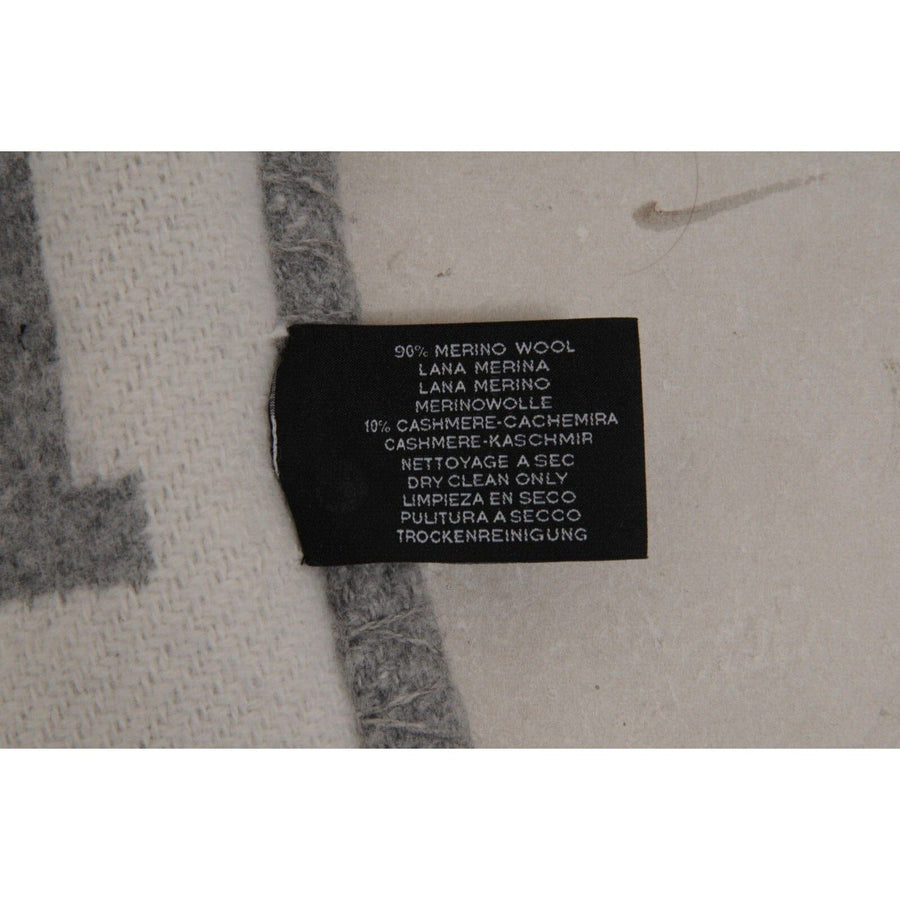 90% MERINO WOOL
LANA MERINA
LANA MERINO
MERINOWOLLE
10% CASHMERE-CACHEMIRA
CASHMERE-KASCHMIR
NETTOYAGE A SEC
DRY CLEAN ONLY
LIMPIEZA EN SECO
PULITURA A SECCO
TROCKENREINIGUNG